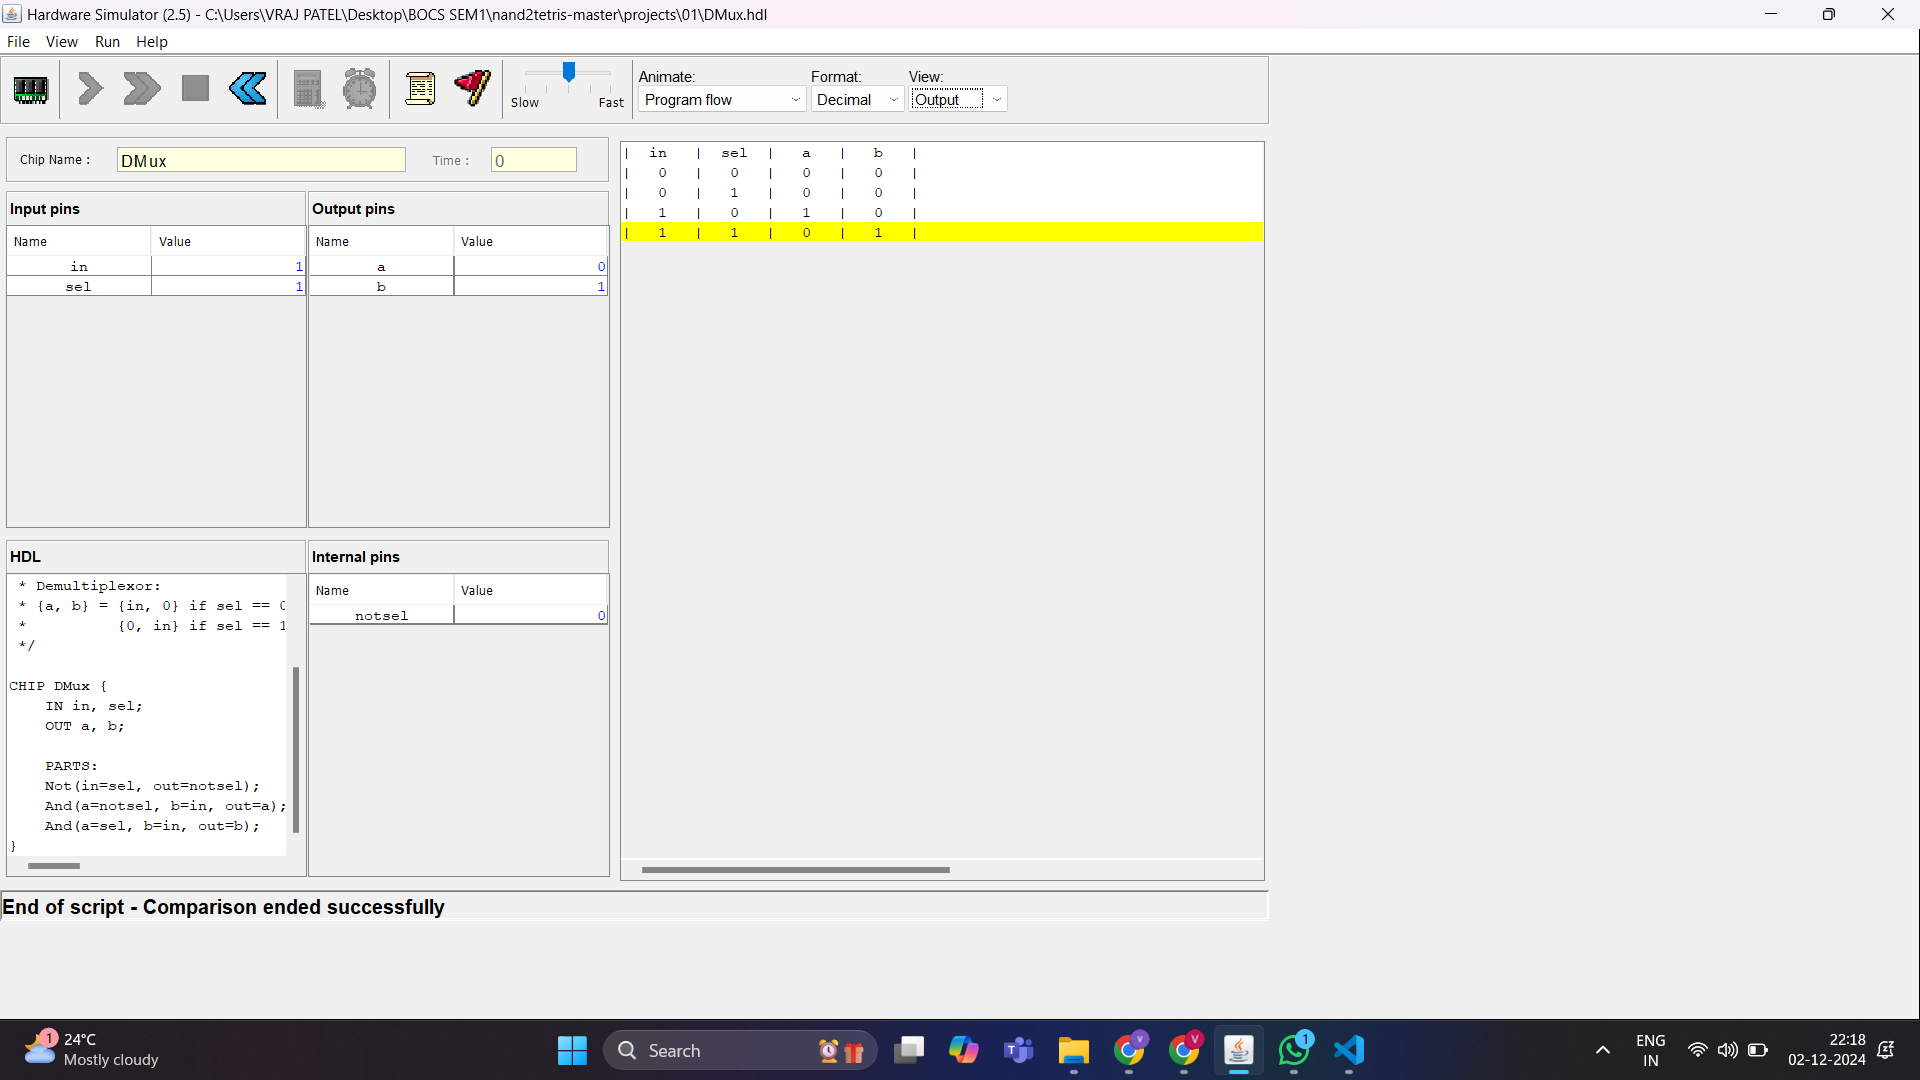 Hardware Simulator (2.5) - C:\Users\VRAJ PATEL\Desktop\BOCS SEM1\nand2tetris-master\projects\01\DMux.hdl
File View Run Help
Slow Fast
Animate: Format: View:
Program flow Decimal Output
Chip Name : DMux Time : 0
Input pins
Name Value
in 1
sel 1
Output pins
Name Value
a 0
b 1
| in | sel | a | b |
| 0 | 0 | 0 | 0 |
| 0 | 1 | 0 | 0 |
| 1 | 0 | 1 | 0 |
| 1 | 1 | 0 | 1 |
HDL
* Demultiplexor:
* {a, b} = {in, 0} if sel == 0
* {0, in} if sel == 1
*/
CHIP DMux {
IN in, sel;
OUT a, b;
PARTS:
Not(in=sel, out=notsel);
And(a=notsel, b=in, out=a);
And(a=sel, b=in, out=b);
}
Internal pins
Name Value
notsel 0
End of script - Comparison ended successfully
1
24°C
Mostly cloudy
Search
V
V
1
ENG
IN
22:18
02-12-2024